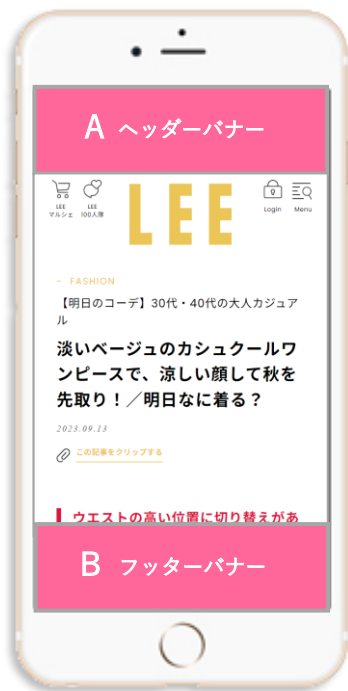 A ヘッダーバナー
LEE
マルシェ
LEE
100人隊
LEE
Login
Menu
- FASHION
【明日のコーデ】30代・40代の大人カジュア
ル
淡いベージュのカシュクールワ
ンピースで、涼しい顔して秋を
先取り！／明日なに着る？
2023.09.13
この記事をクリップする
ウエストの高い位置に切り替えがあ
B フッターバナー